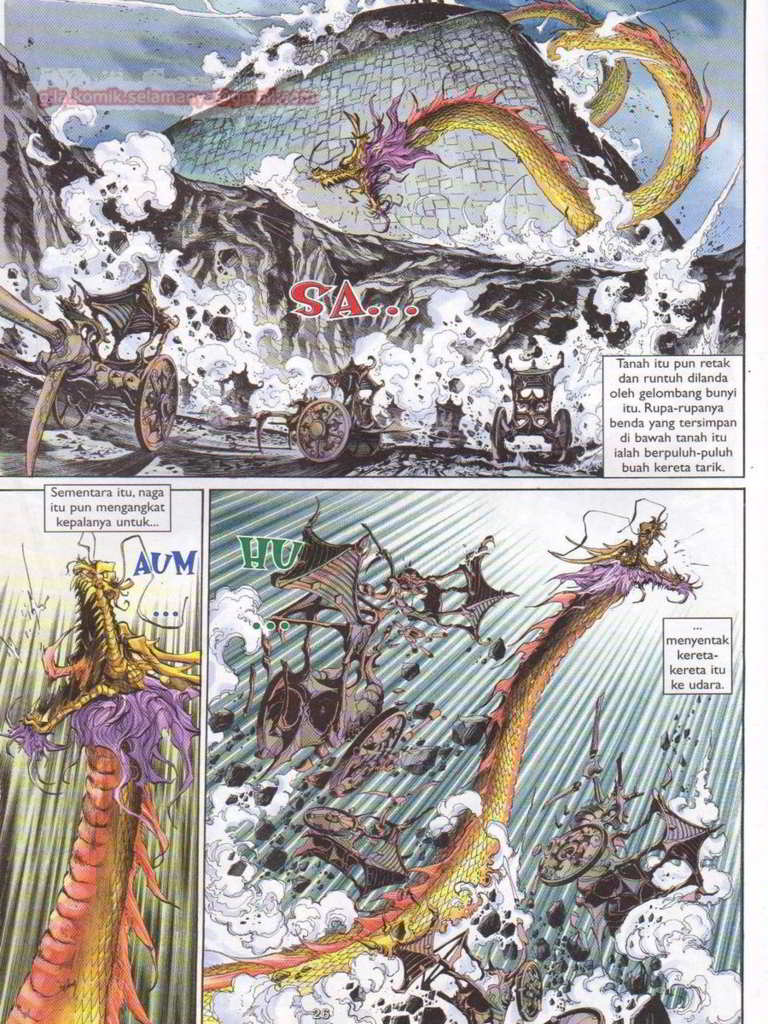 SA...
Tanah itu pun retak
dan runtuh dilanda
oleh gelombang bunyi
itu. Rupa-rupanya
benda yang tersimpan
di bawah tanah itu
ialah berpuluh-puluh
buah kereta tarik.
Sementara itu, naga
itu pun mengangkat
kepalanya untuk...
AUM
...
HU
...
...
menyentak
kereta-
kereta itu
ke udara.
26